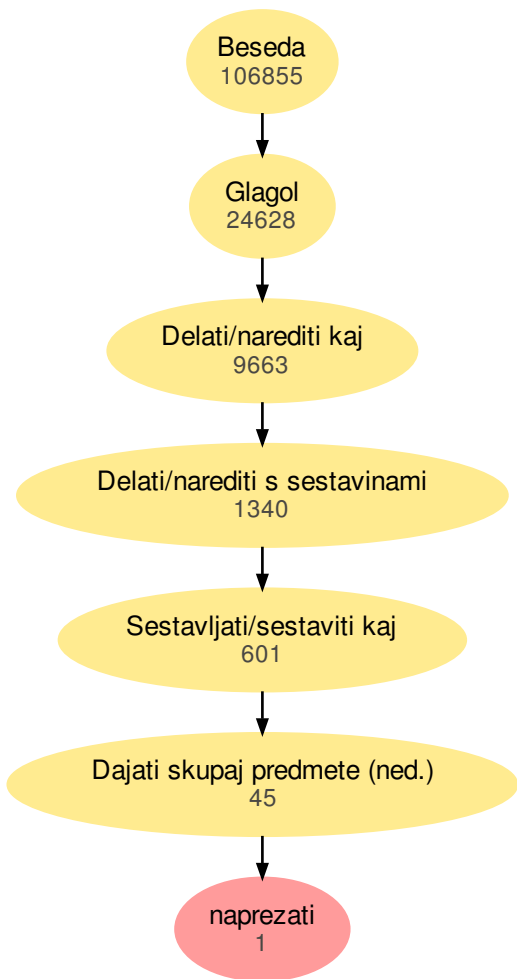 Beseda
106855
Glagol
24628
Delati/narediti kaj
9663
Delati/narediti s sestavinami
1340
Sestavljati/sestaviti kaj
601
Dajati skupaj predmete (ned.)
45
naprezati
1